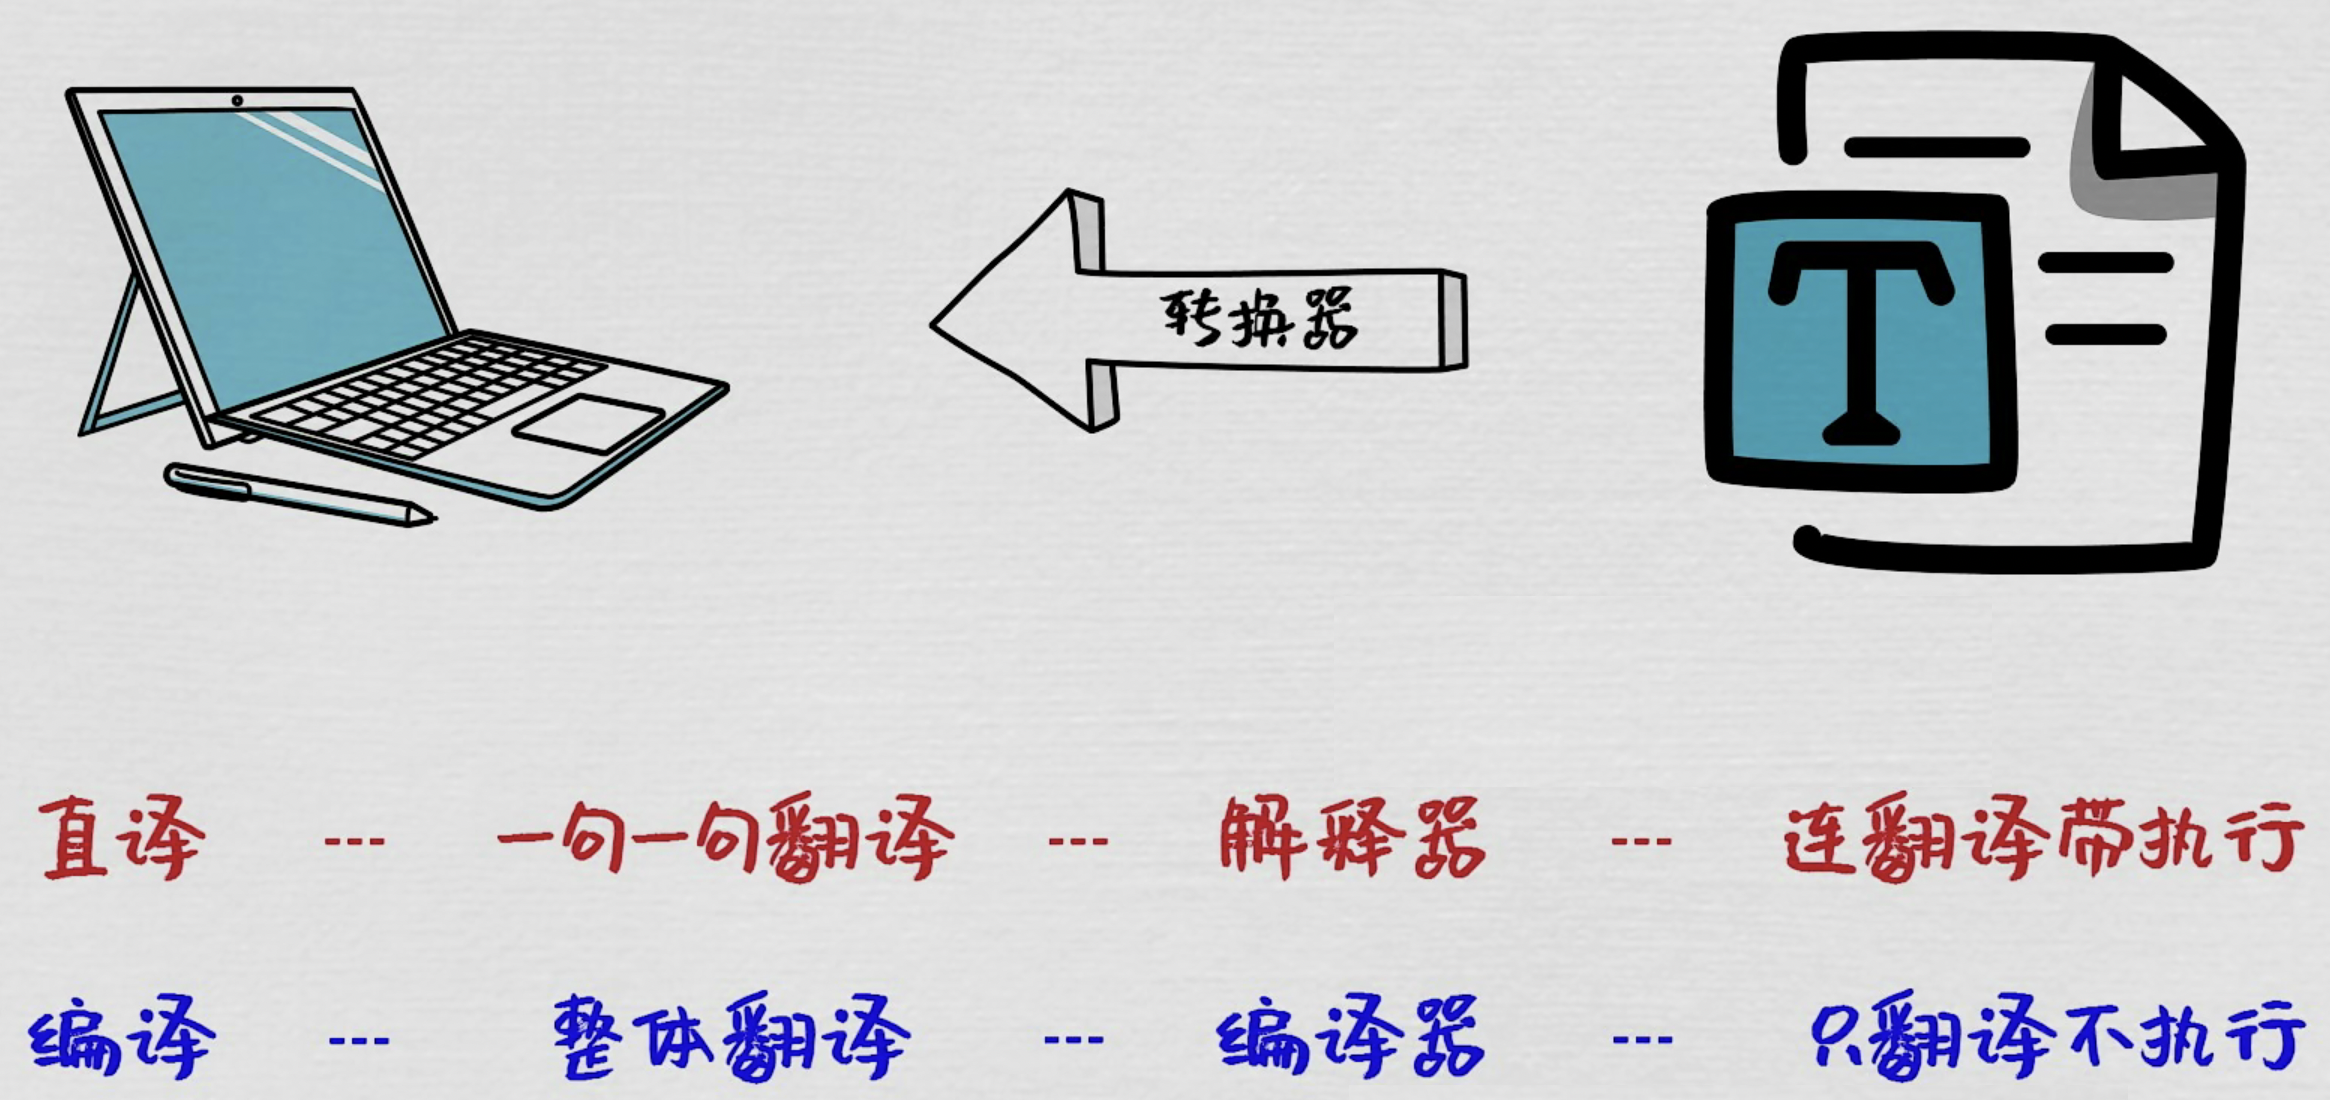 转换器
T
直译 --- 一句一句翻译 --- 解释器 --- 连翻译带执行
编译 --- 整体翻译 --- 编译器 --- 只翻译不执行